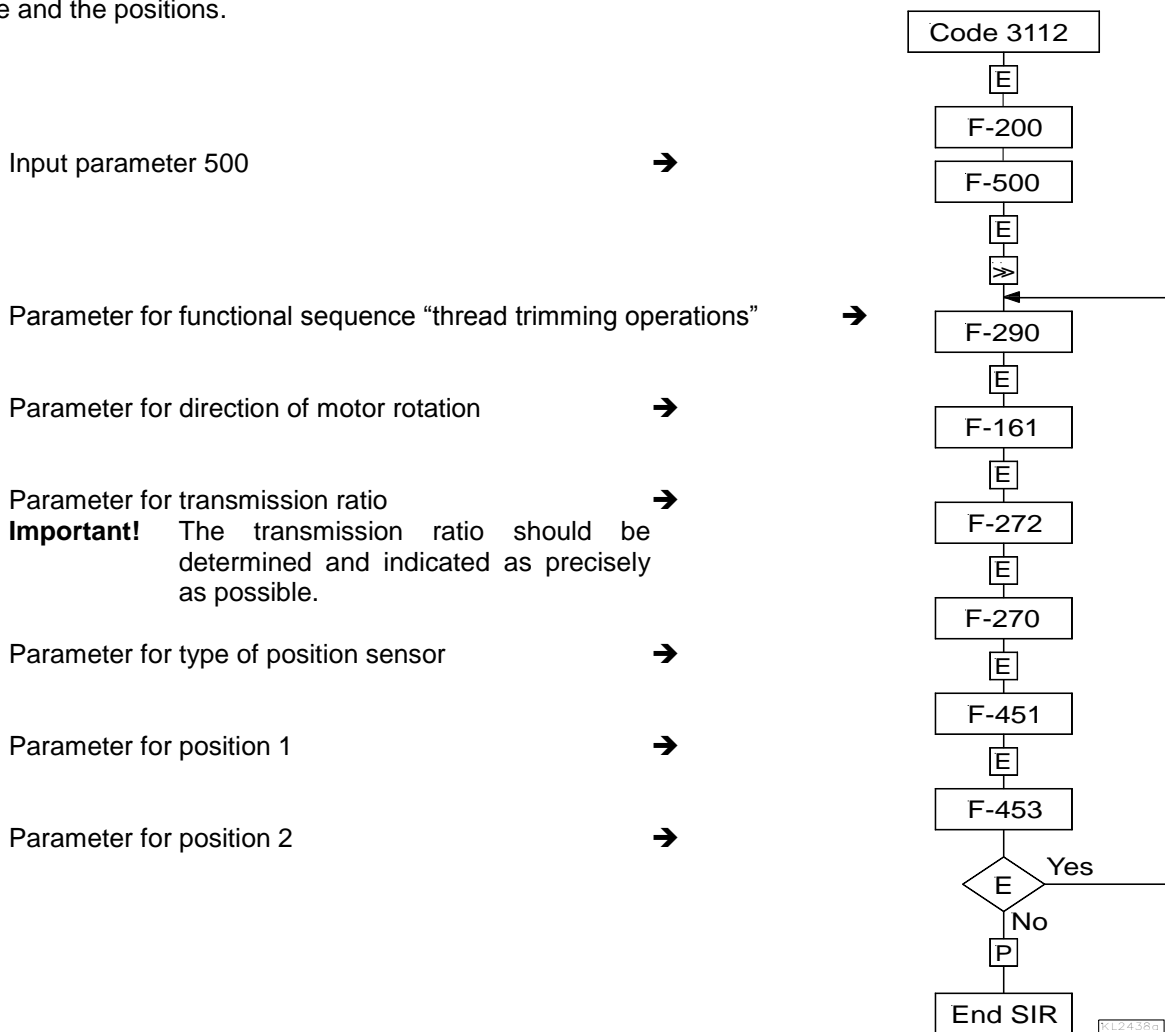 e and the positions.
Code 3112
E
F-200
Input parameter 500 ➔
F-500
E
≫
Parameter for functional sequence “thread trimming operations” ➔
F-290
E
Parameter for direction of motor rotation ➔
F-161
E
Parameter for transmission ratio ➔
Important! The transmission ratio should be
determined and indicated as precisely
as possible.
F-272
E
F-270
Parameter for type of position sensor ➔
E
F-451
Parameter for position 1 ➔
E
F-453
Parameter for position 2 ➔
E
Yes
No
P
End SIR
KL2438a